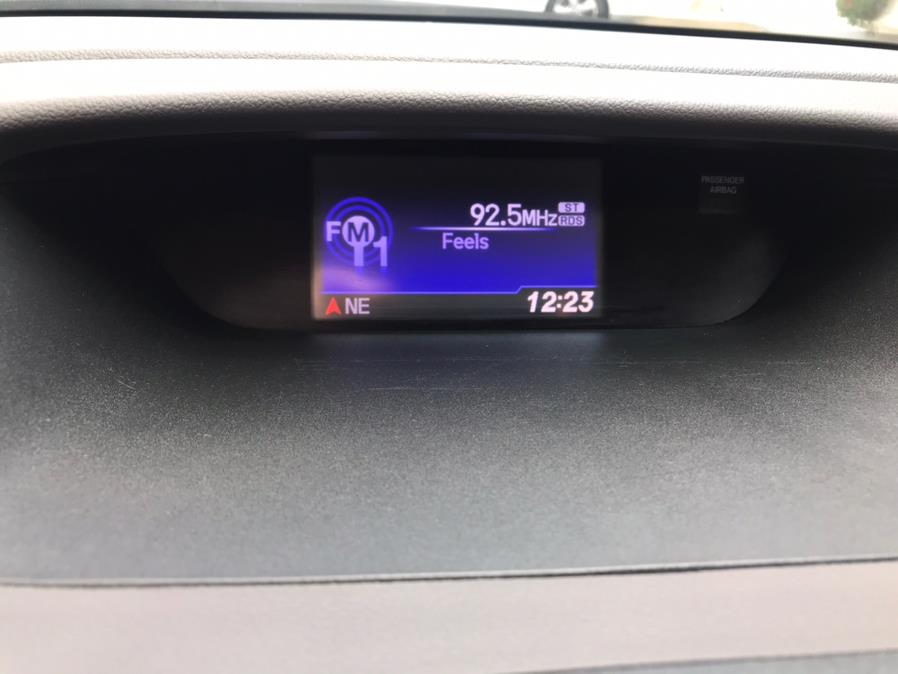 92.5MHz ST
RDS
FM1
Feels
NE 12:23
PASSENGER
AIRBAG